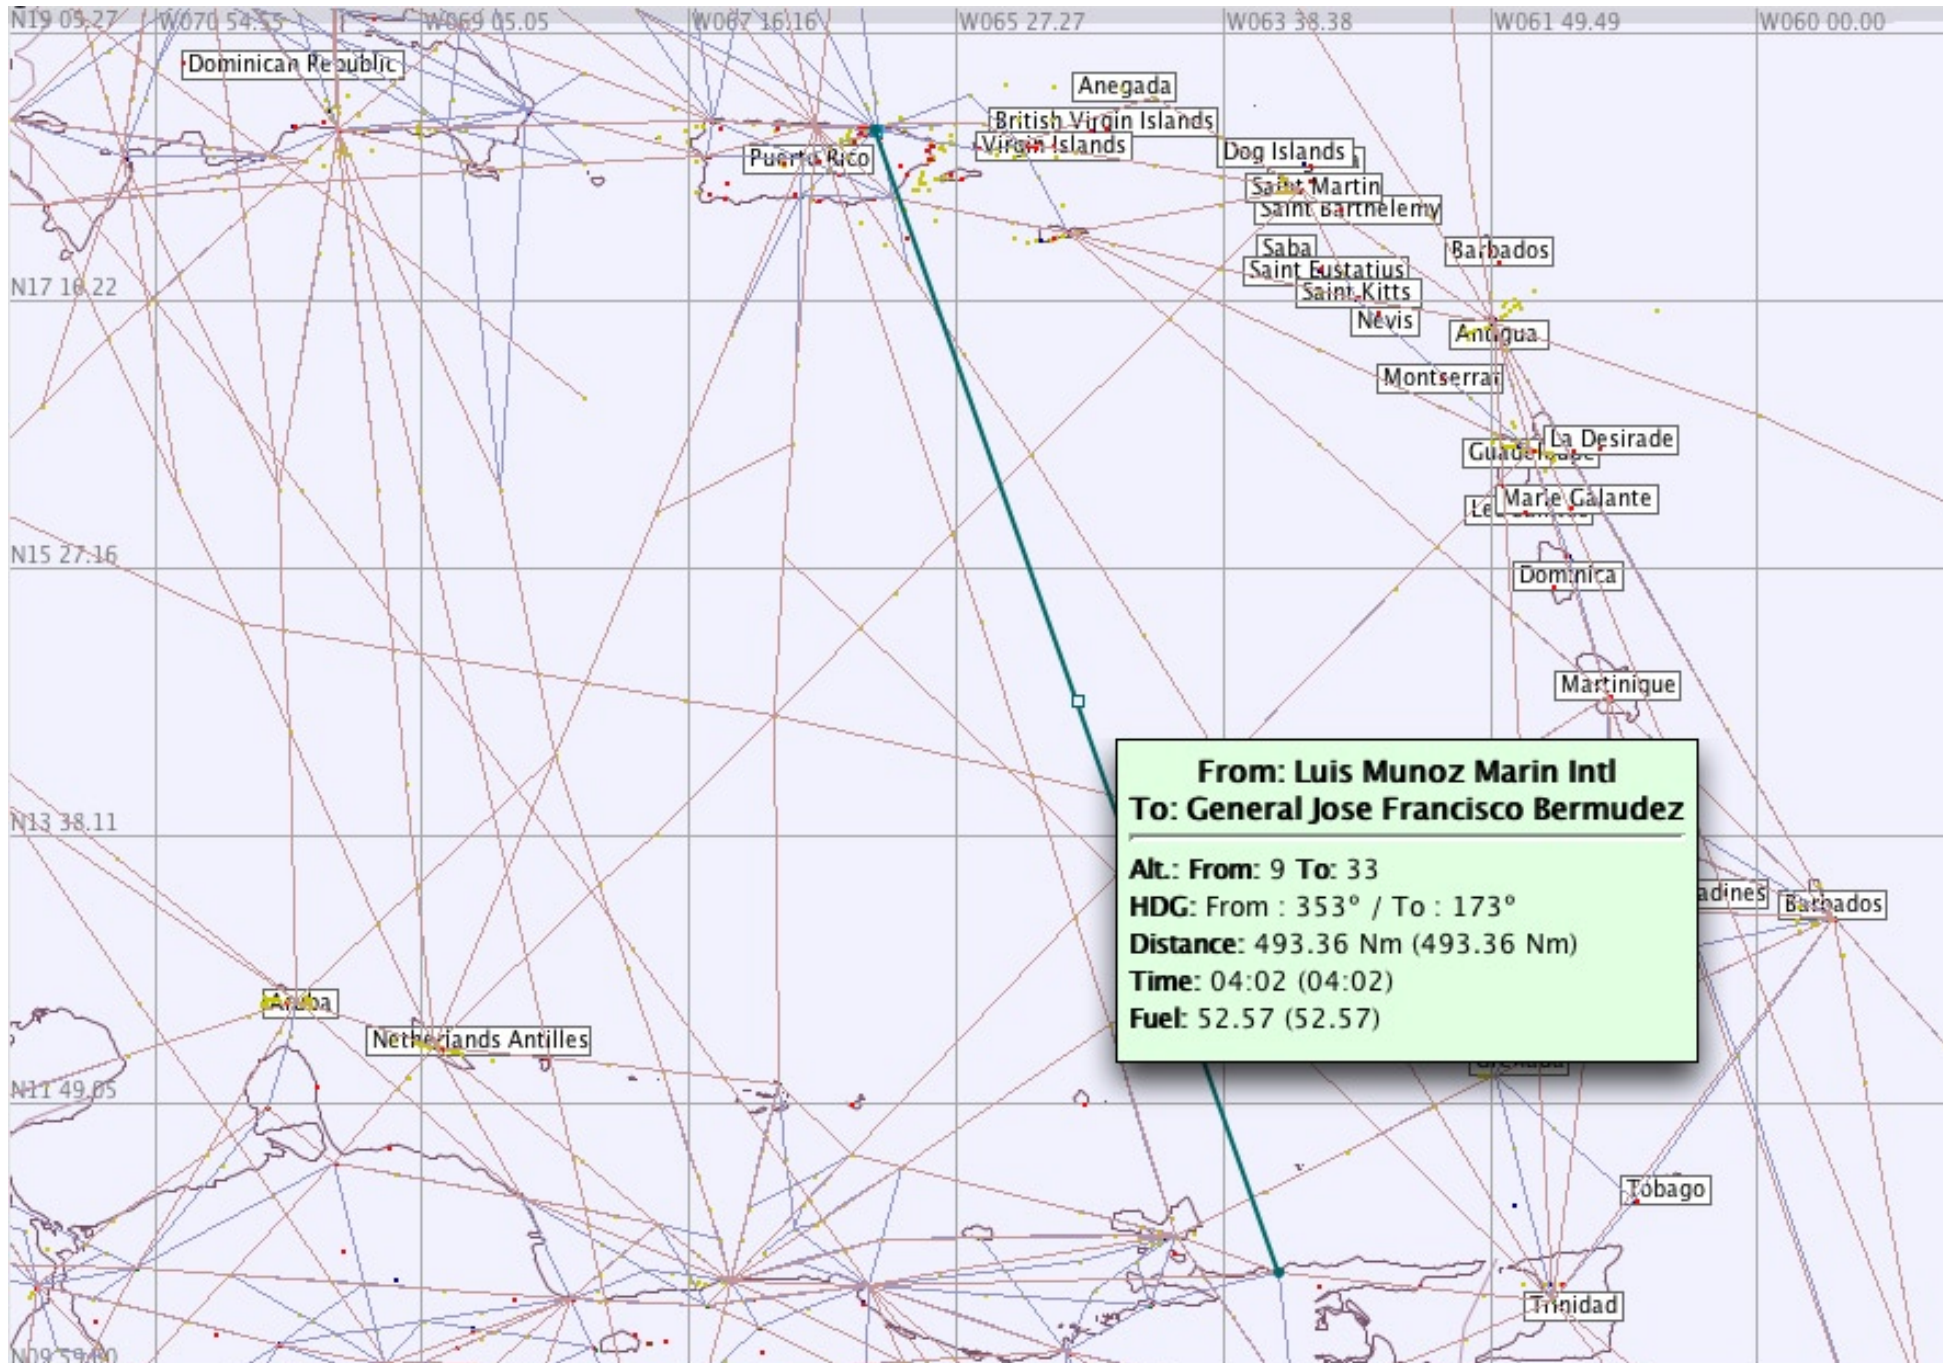 N19 05.27
W070 54.55
W069 05.05
W067 16.16
W065 27.27
W063 38.38
W061 49.49
W060 00.00
Dominican Republic
Anegada
British Virgin Islands
Virgin Islands
Puerto Rico
Dog Islands
Saint Martin
Saint Barthelemy
Saba
Barbados
Saint Eustatius
N17 16.22
Saint Kitts
Nevis
Antigua
Montserrat
La Desirade
Guadeloupe
Marie Galante
N15 27.16
Dominica
Martinique
From: Luis Munoz Marin Intl
To: General Jose Francisco Bermudez
N13 38.11
Alt.: From: 9 To: 33
HDG: From : 353° / To : 173°
Distance: 493.36 Nm (493.36 Nm)
Time: 04:02 (04:02)
Fuel: 52.57 (52.57)
adines
Barbados
Aruba
Netherlands Antilles
Grenada
N11 49.05
Tobago
Trinidad